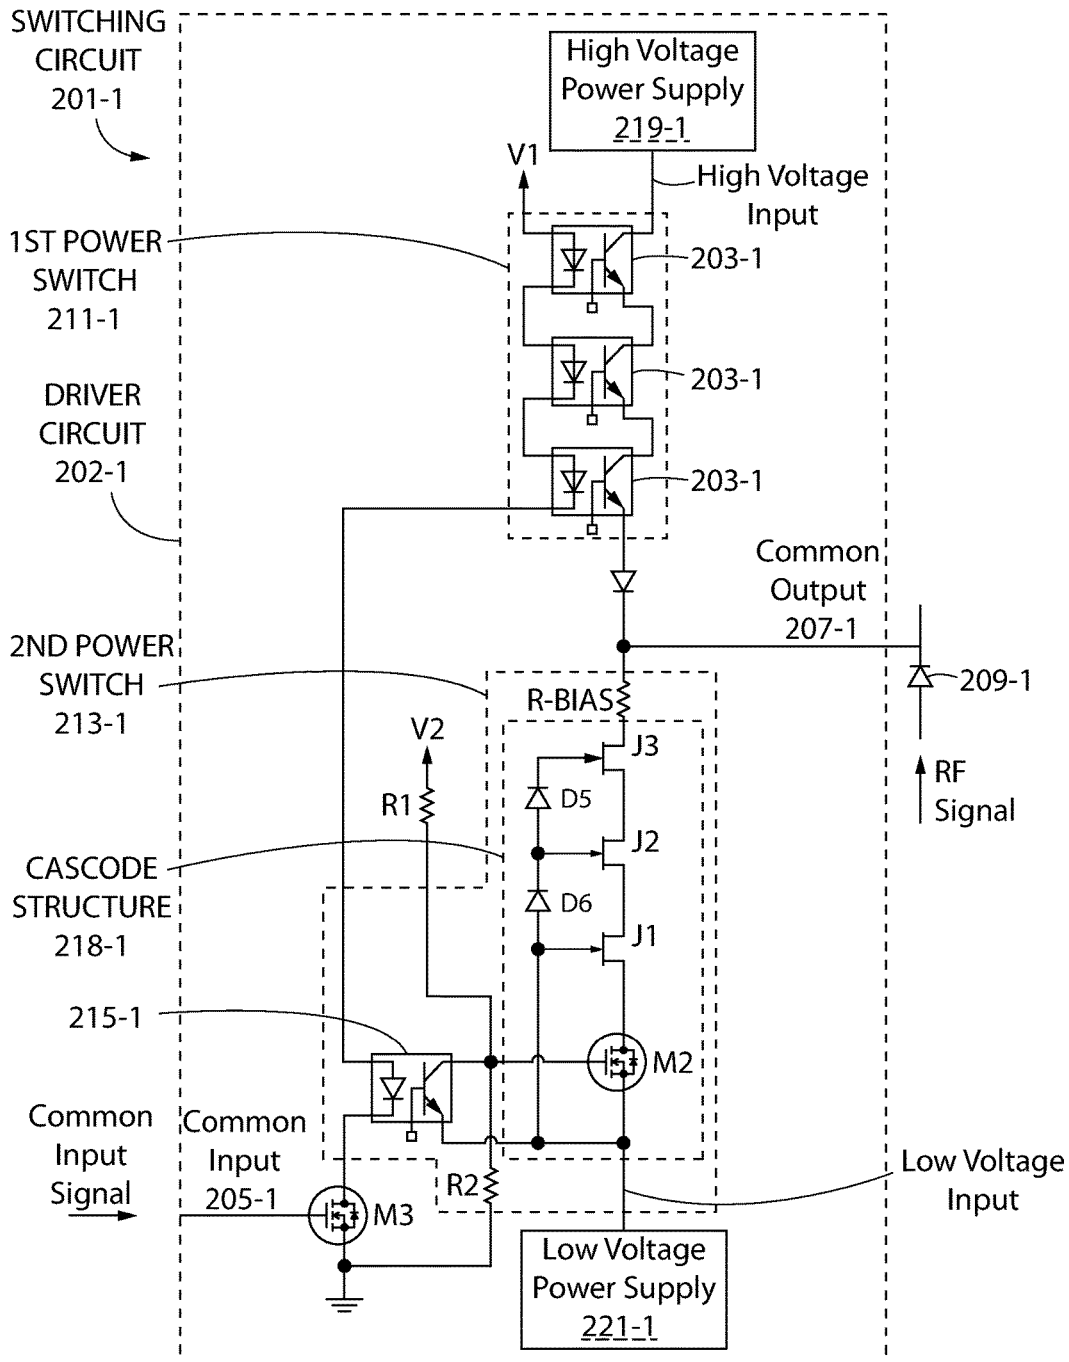 SWITCHING
CIRCUIT
201-1
High Voltage
Power Supply
219-1
V1
High Voltage
Input
1ST POWER
SWITCH
211-1
203-1
203-1
203-1
DRIVER
CIRCUIT
202-1
Common
Output
207-1
2ND POWER
SWITCH
213-1
R-BIAS
209-1
V2
J3
R1
D5
RF
Signal
J2
CASCODE
STRUCTURE
218-1
D6
J1
215-1
M2
Common
Input
Signal
Common
Input
205-1
R2
M3
Low Voltage
Input
Low Voltage
Power Supply
221-1